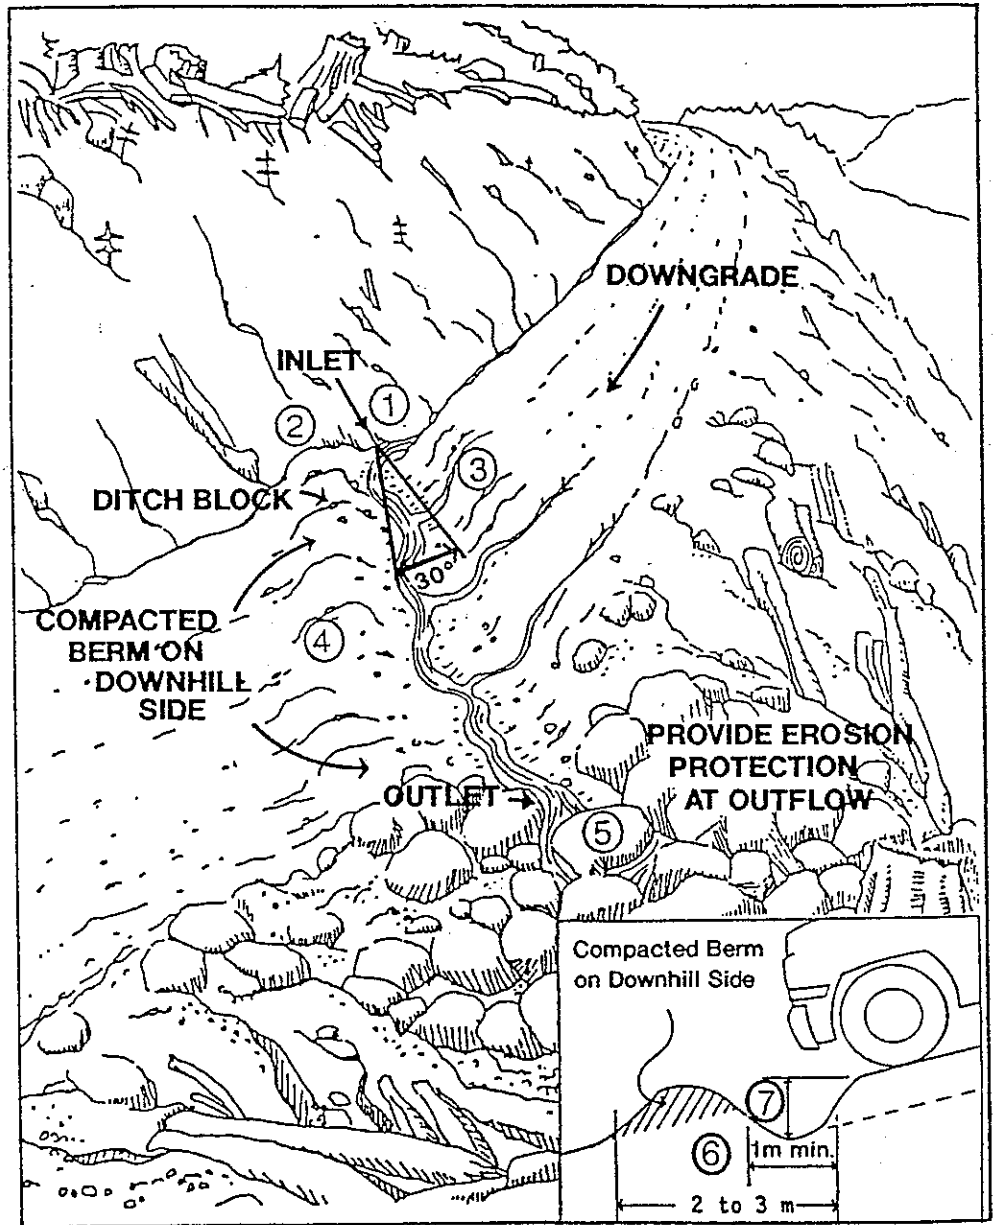 DOWNGRADE
INLET
①
②
③
DITCH BLOCK
30°
COMPACTED
BERM ON
DOWNHILL
SIDE
④
PROVIDE EROSION
PROTECTION
AT OUTFLOW
OUTLET
⑤
Compacted Berm
on Downhill Side
⑦
⑥
1m min.
2 to 3 m